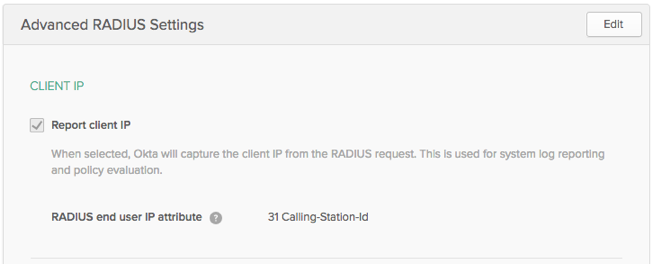 Advanced RADIUS Settings
Edit
CLIENT IP
Report client IP
When selected, Okta will capture the client IP from the RADIUS request. This is used for system log reporting
and policy evaluation.
RADIUS end user IP attribute ? 31 Calling-Station-Id